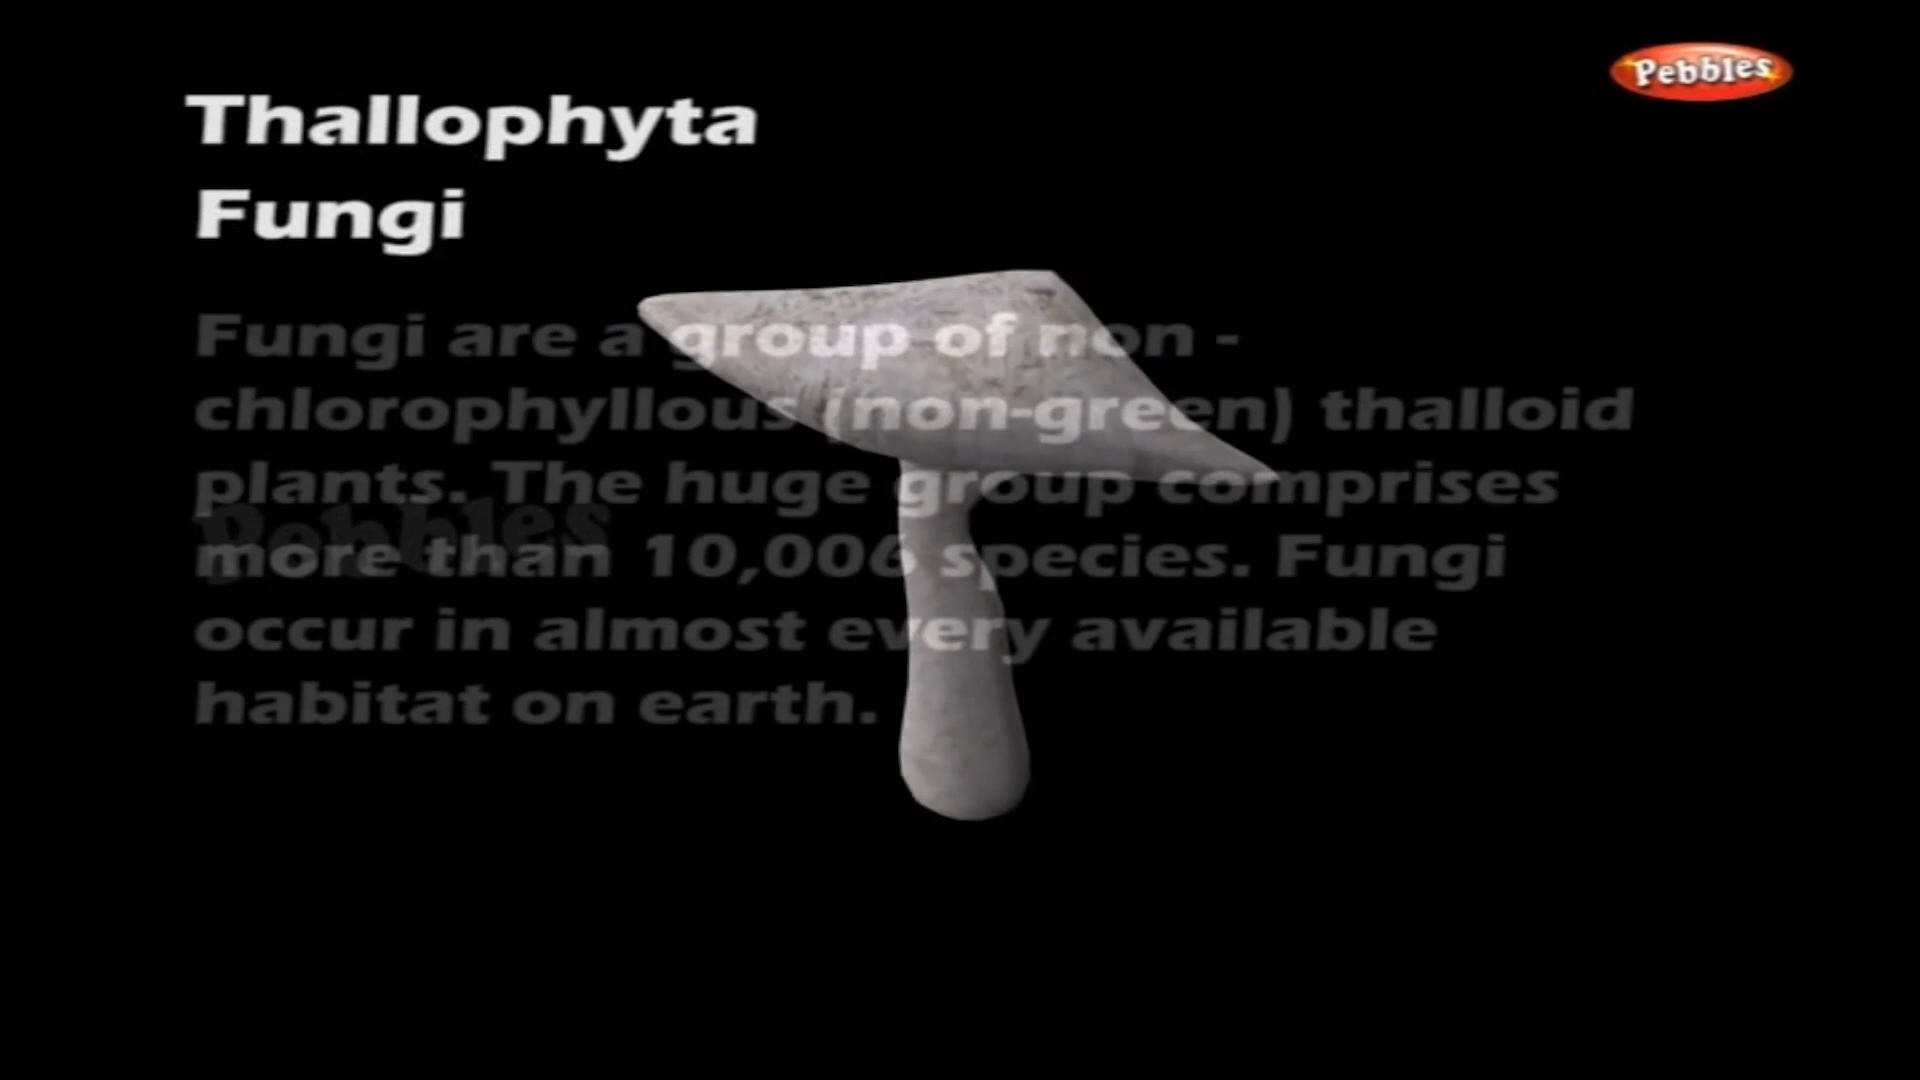 Pebbles
Thallophyta
Fungi
Fungi are a group of non -
chlorophyllous (non-green) thalloid
plants. The huge group comprises
Pebbles
more than 10,006 species. Fungi
occur in almost every available
habitat on earth.